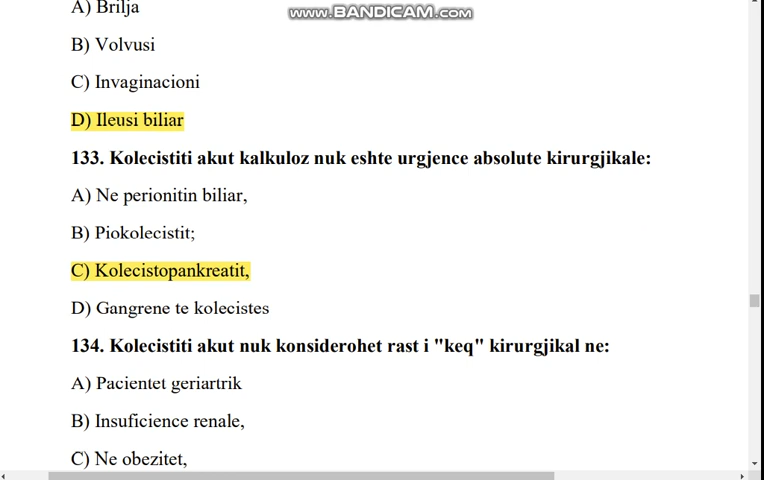 A) Brilja
www.BANDICAM.com
B) Volvusi
C) Invaginacioni
D) Ileusi biliar
133. Kolecistiti akut kalkuloz nuk eshte urgjence absolute kirurgjikale:
A) Ne perionitin biliar,
B) Piokolecistit;
C) Kolecistopankreatit,
D) Gangrene te kolecistes
134. Kolecistiti akut nuk konsiderohet rast i "keq" kirurgjikal ne:
A) Pacientet geriartrik
B) Insuficience renale,
C) Ne obezitet,